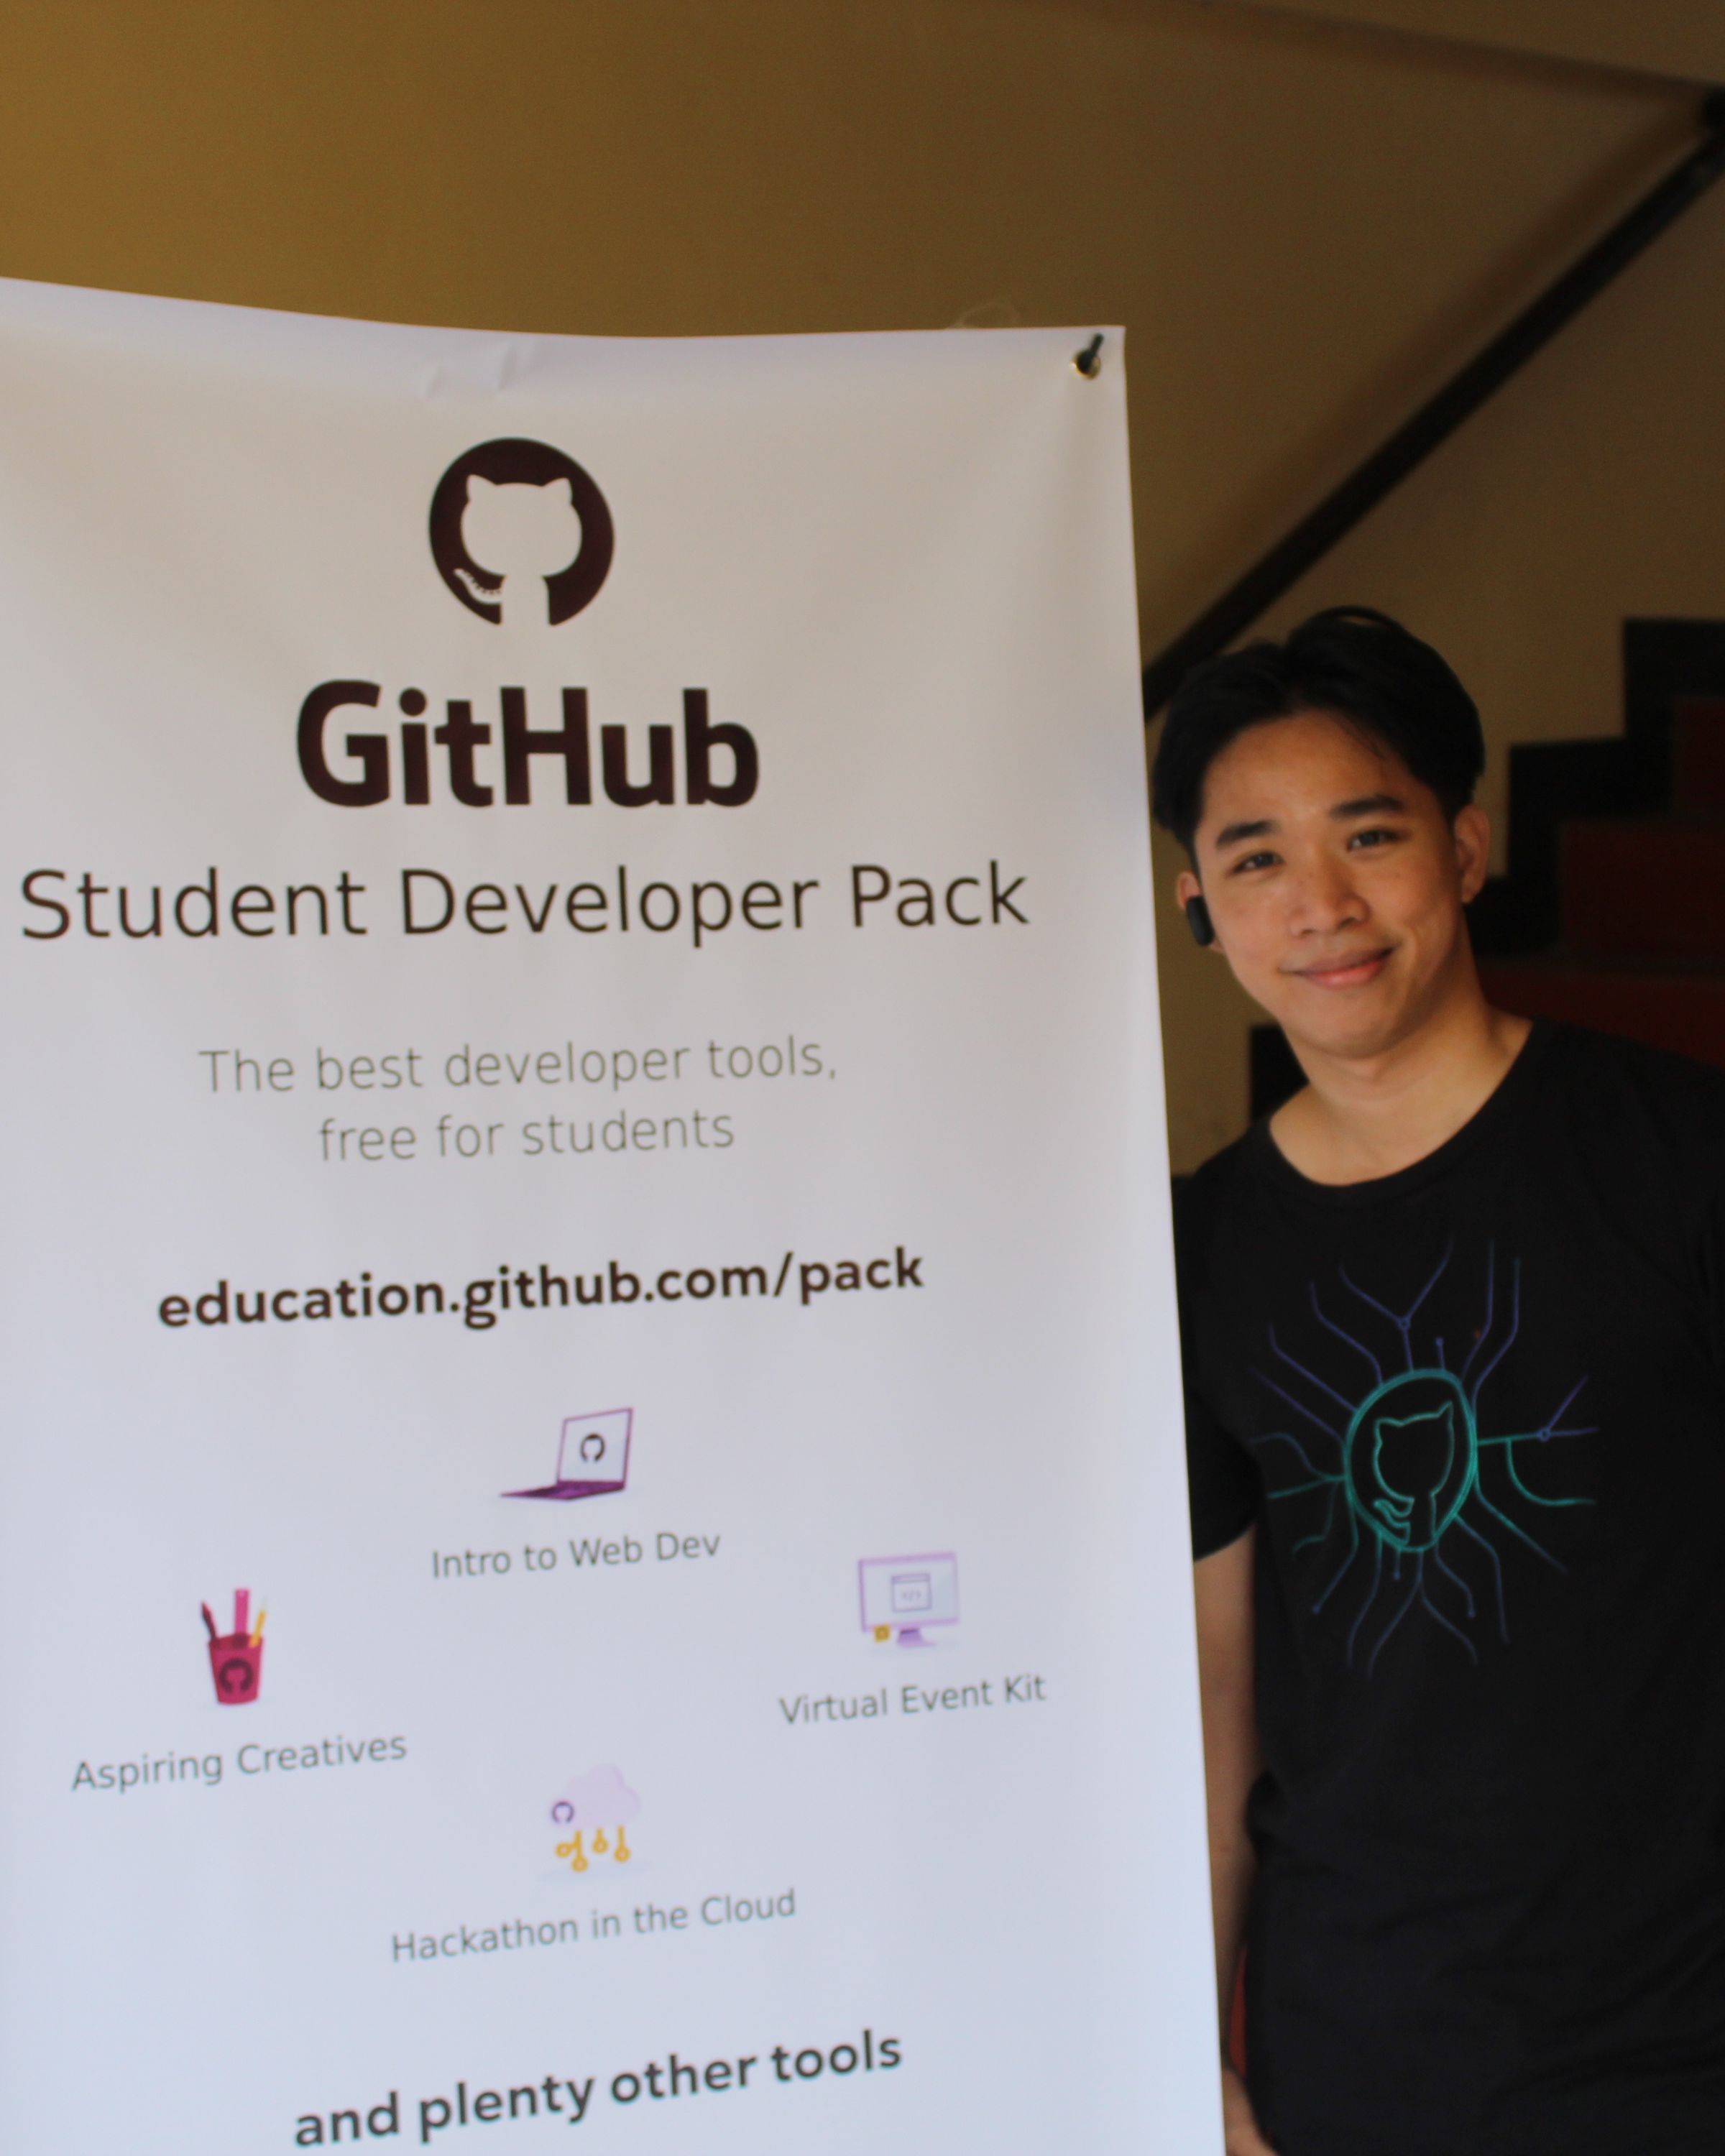 GitHub
Student Developer Pack
The best developer tools,
free for students
education.github.com/pack
Intro to Web Dev
Virtual Event Kit
Aspiring Creatives
Hackathon in the Cloud
and plenty other tools